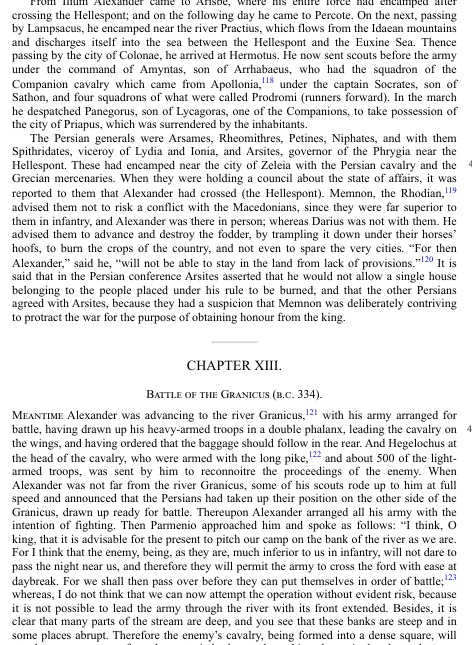 From Ilium Alexander came to Arisbe, where his entire force had encamped after
crossing the Hellespont; and on the following day he came to Percote. On the next, passing
by Lampsacus, he encamped near the river Practius, which flows from the Idaean mountains
and discharges itself into the sea between the Hellespont and the Euxine Sea. Thence
passing by the city of Colonae, he arrived at Hermotus. He now sent scouts before the army
under the command of Amyntas, son of Arrhabaeus, who had the squadron of the
Companion cavalry which came from Apollonia,118 under the captain Socrates, son of
Sathon, and four squadrons of what were called Prodromi (runners forward). In the march
he despatched Panegorus, son of Lycagoras, one of the Companions, to take possession of
the city of Priapus, which was surrendered by the inhabitants.
The Persian generals were Arsames, Rheomithres, Petines, Niphates, and with them
Spithridates, viceroy of Lydia and Ionia, and Arsites, governor of the Phrygia near the
Hellespont. These had encamped near the city of Zeleia with the Persian cavalry and the 4
Grecian mercenaries. When they were holding a council about the state of affairs, it was
reported to them that Alexander had crossed (the Hellespont). Memnon, the Rhodian,119
advised them not to risk a conflict with the Macedonians, since they were far superior to
them in infantry, and Alexander was there in person; whereas Darius was not with them. He
advised them to advance and destroy the fodder, by trampling it down under their horses’
hoofs, to burn the crops of the country, and not even to spare the very cities. “For then
Alexander,” said he, “will not be able to stay in the land from lack of provisions.”120 It is
said that in the Persian conference Arsites asserted that he would not allow a single house
belonging to the people placed under his rule to be burned, and that the other Persians
agreed with Arsites, because they had a suspicion that Memnon was deliberately contriving
to protract the war for the purpose of obtaining honour from the king.
CHAPTER XIII.
BATTLE OF THE GRANICUS (B.C. 334).
MEANTIME Alexander was advancing to the river Granicus,121 with his army arranged for
battle, having drawn up his heavy-armed troops in a double phalanx, leading the cavalry on 4
the wings, and having ordered that the baggage should follow in the rear. And Hegelochus at
the head of the cavalry, who were armed with the long pike,122 and about 500 of the light-
armed troops, was sent by him to reconnoitre the proceedings of the enemy. When
Alexander was not far from the river Granicus, some of his scouts rode up to him at full
speed and announced that the Persians had taken up their position on the other side of the
Granicus, drawn up ready for battle. Thereupon Alexander arranged all his army with the
intention of fighting. Then Parmenio approached him and spoke as follows: “I think, O
king, that it is advisable for the present to pitch our camp on the bank of the river as we are.
For I think that the enemy, being, as they are, much inferior to us in infantry, will not dare to
pass the night near us, and therefore they will permit the army to cross the ford with ease at
daybreak. For we shall then pass over before they can put themselves in order of battle;123
whereas, I do not think that we can now attempt the operation without evident risk, because
it is not possible to lead the army through the river with its front extended. Besides, it is
clear that many parts of the stream are deep, and you see that these banks are steep and in
some places abrupt. Therefore the enemy’s cavalry, being formed into a dense square, will